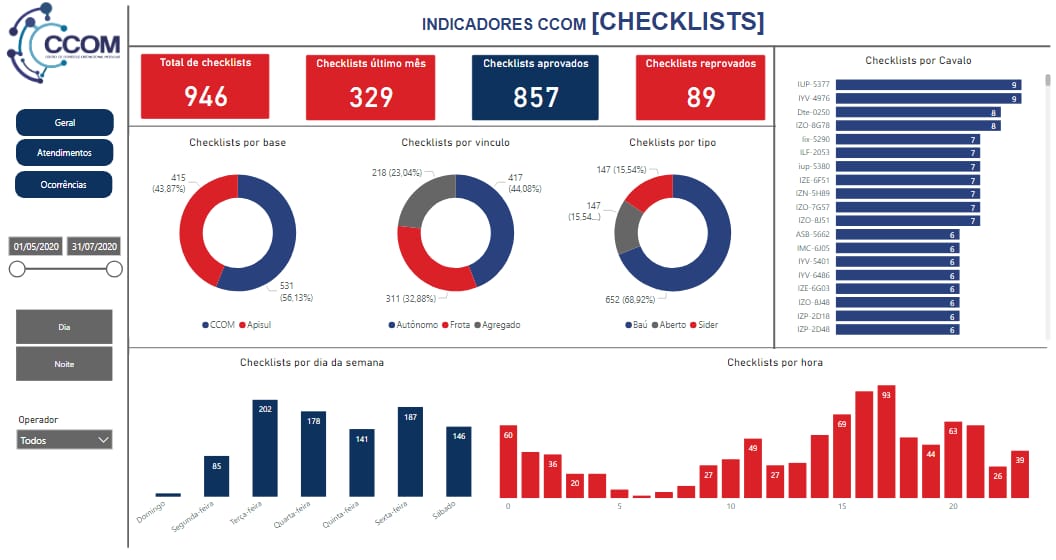 CCOM
INDICADORES CCOM [CHECKLISTS]
Geral
Atendimentos
Ocorrências
01/05/2020 31/07/2020
Dia
Noite
Operador
Todos
Total de checklists
946
Checklists último mês
329
Checklists aprovados
857
Checklists reprovados
89
Checklists por base
415
(43,87%)
531
(56,13%)
CCOM Apisul
Checklists por vinculo
218 (23,04%)
417
(44,08%)
311 (32,88%)
Autônomo Frota Agregado
Cheklists por tipo
147 (15,54%)
147
(15,54...)
652 (68,92%)
Baú Aberto Sider
Checklists por Cavalo
IUP-5377 9
IYV-4976 9
Dte-0250 8
IZO-8G78 8
Iix-5290 7
ILF-2053 7
iup-5380 7
IZE-6F51 7
IZN-5H89 7
IZO-7G57 7
IZO-8J51 7
ASB-5662 6
IMC-6J05 6
IYV-5401 6
IYV-6486 6
IZE-6G03 6
IZO-8J48 6
IZP-2D18 6
IZP-2D48 6
Checklists por dia da semana
85 202 178 141 187 146
Domingo Segunda-feira Terça-feira Quarta-feira Quinta-feira Sexta-feira Sábado
Checklists por hora
60 36 20 27 49 27 69 93 44 63 26 39
0 5 10 15 20